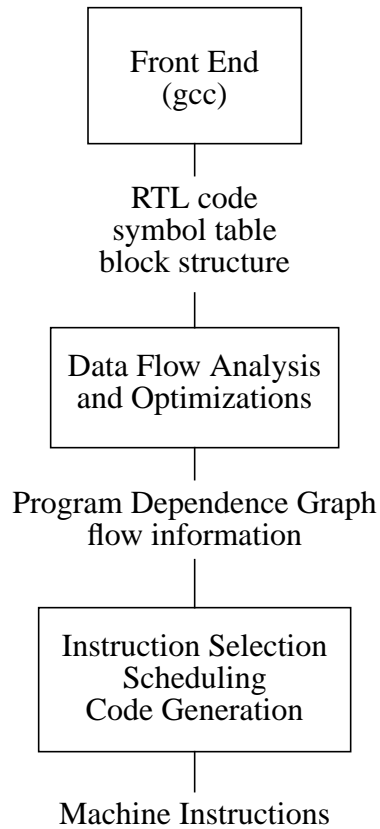 Front End
(gcc)
RTL code
symbol table
block structure
Data Flow Analysis
and Optimizations
Program Dependence Graph
flow information
Instruction Selection
Scheduling
Code Generation
Machine Instructions